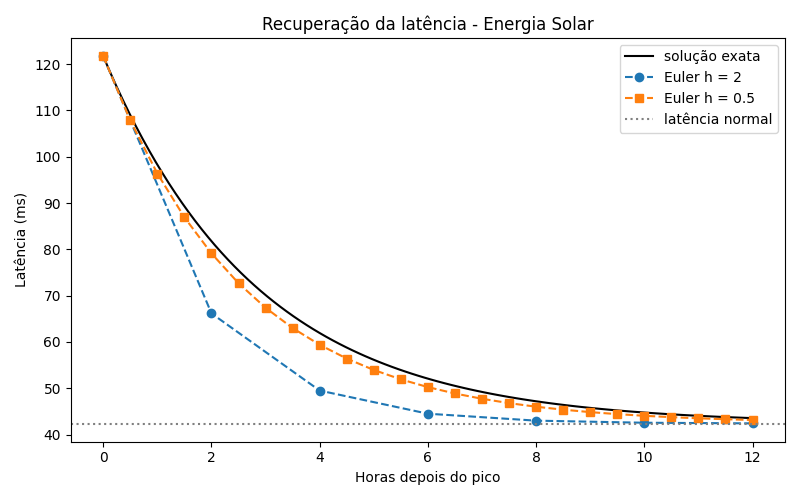 Recuperação da latência - Energia Solar
solução exata
Euler h = 2
Euler h = 0.5
latência normal
Latência (ms)
120
110
100
90
80
70
60
50
40
0 2 4 6 8 10 12
Horas depois do pico